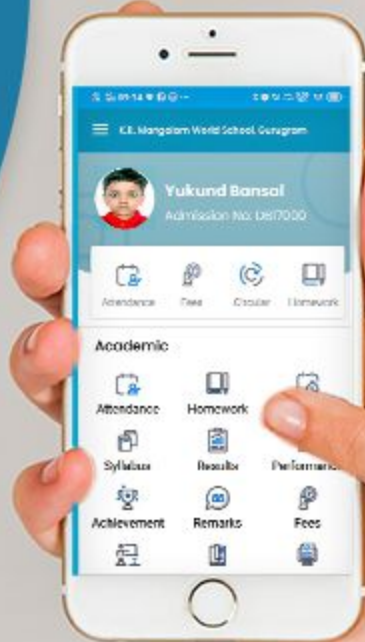 K.R. Mangalam World School, Gurugram
Yukund Bansal
Admission No:
Attendance Fees Circular Homework
Academic
Attendance Homework
Syllabus Results Performance
Achievement Remarks Fees